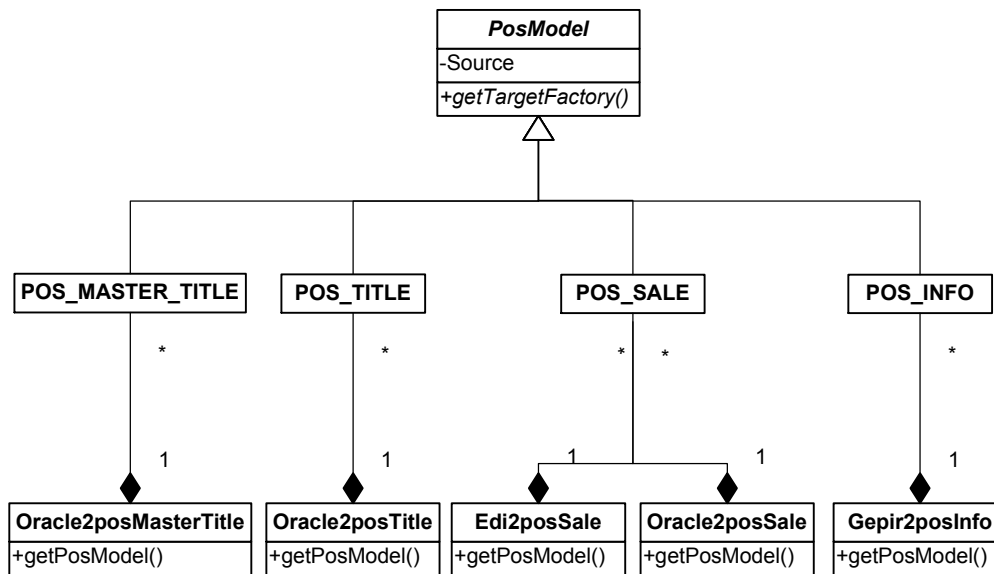 PosModel
-Source
+getTargetFactory()
POS_MASTER_TITLE
POS_TITLE
POS_SALE
POS_INFO
*
*
*
*
*
1
1
1
1
1
Oracle2posMasterTitle
+getPosModel()
Oracle2posTitle
+getPosModel()
Edi2posSale
+getPosModel()
Oracle2posSale
+getPosModel()
Gepir2posInfo
+getPosModel()